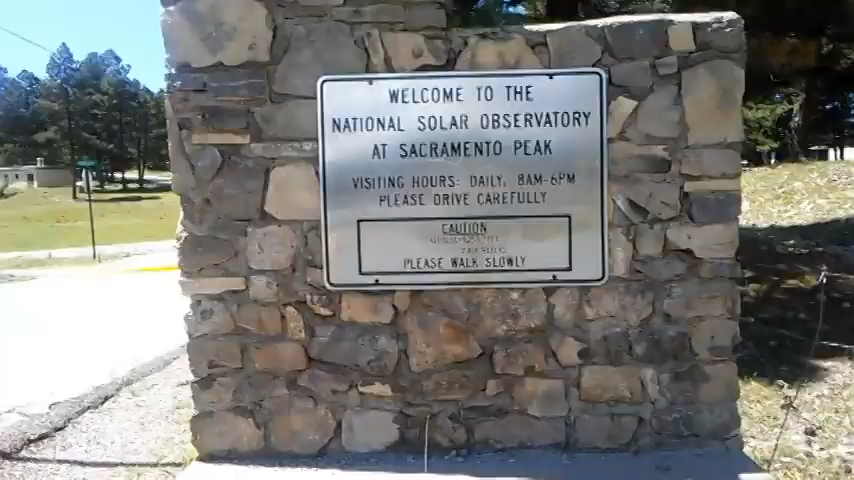 WELCOME TO THE
NATIONAL SOLAR OBSERVATORY
AT SACRAMENTO PEAK
VISITING HOURS: DAILY, 8AM-6PM
PLEASE DRIVE CAREFULLY
CAUTION
PLEASE WALK SLOWLY